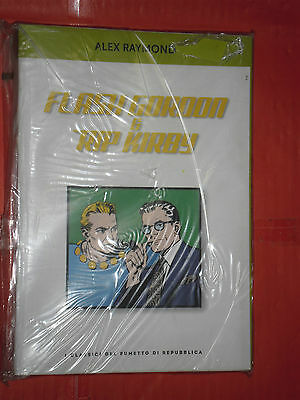 ALEX RAYMOND
FLASH GORDON
&
RIP KIRBY
I CLASSICI DEL FUMETTO DI REPUBBLICA